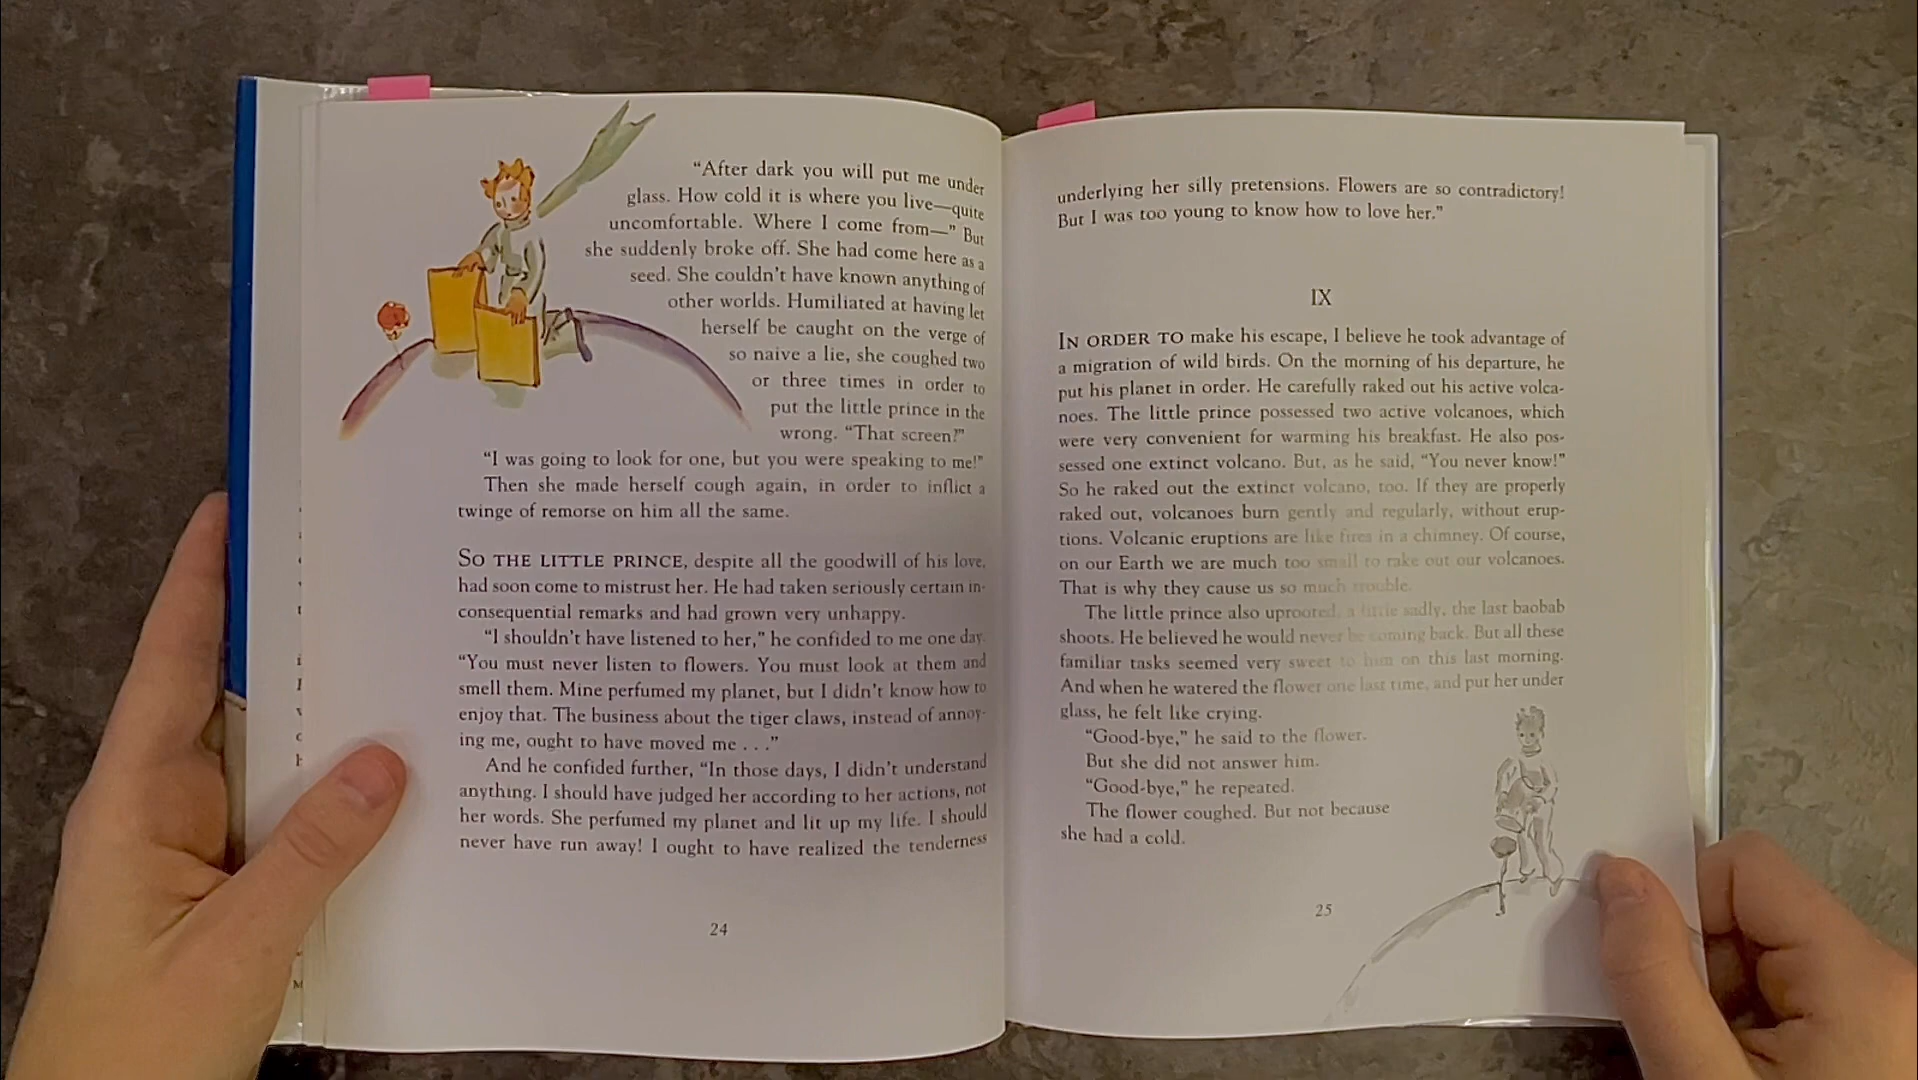 “After dark you will put me under
glass. How cold it is where you live—quite
uncomfortable. Where I come from—” But
she suddenly broke off. She had come here as a
seed. She couldn’t have known anything of
other worlds. Humiliated at having let
herself be caught on the verge of
so naive a lie, she coughed two
or three times in order to
put the little prince in the
wrong. “That screen?”
“I was going to look for one, but you were speaking to me!”
Then she made herself cough again, in order to inflict a
twinge of remorse on him all the same.
SO THE LITTLE PRINCE, despite all the goodwill of his love,
had soon come to mistrust her. He had taken seriously certain in-
consequential remarks and had grown very unhappy.
“I shouldn’t have listened to her,” he confided to me one day.
“You must never listen to flowers. You must look at them and
smell them. Mine perfumed my planet, but I didn’t know how to
enjoy that. The business about the tiger claws, instead of annoy-
ing me, ought to have moved me . . .”
And he confided further, “In those days, I didn’t understand
anything. I should have judged her according to her actions, not
her words. She perfumed my planet and lit up my life. I should
never have run away! I ought to have realized the tenderness
24
underlying her silly pretensions. Flowers are so contradictory!
But I was too young to know how to love her.”
IX
IN ORDER TO make his escape, I believe he took advantage of
a migration of wild birds. On the morning of his departure, he
put his planet in order. He carefully raked out his active volca-
noes. The little prince possessed two active volcanoes, which
were very convenient for warming his breakfast. He also pos-
sessed one extinct volcano. But, as he said, “You never know!”
So he raked out the extinct volcano, too. If they are properly
raked out, volcanoes burn gently and regularly, without erup-
tions. Volcanic eruptions are like fires in a chimney. Of course,
on our Earth we are much too small to rake out our volcanoes.
That is why they cause us so much trouble.
The little prince also uprooted, a little sadly, the last baobab
shoots. He believed he would never be coming back. But all these
familiar tasks seemed very sweet to him on this last morning.
And when he watered the flower one last time, and put her under
glass, he felt like crying.
“Good-bye,” he said to the flower.
But she did not answer him.
“Good-bye,” he repeated.
The flower coughed. But not because
she had a cold.
25